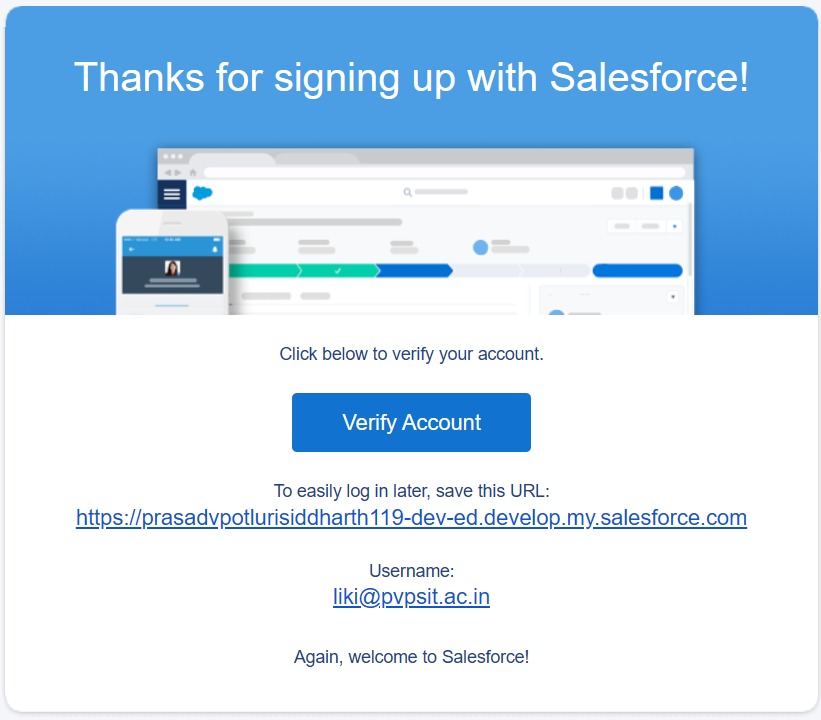 Thanks for signing up with Salesforce!
Click below to verify your account.
Verify Account
To easily log in later, save this URL:
https://prasadvpotlurisiddharth119-dev-ed.develop.my.salesforce.com
Username:
liki@pvpsit.ac.in
Again, welcome to Salesforce!